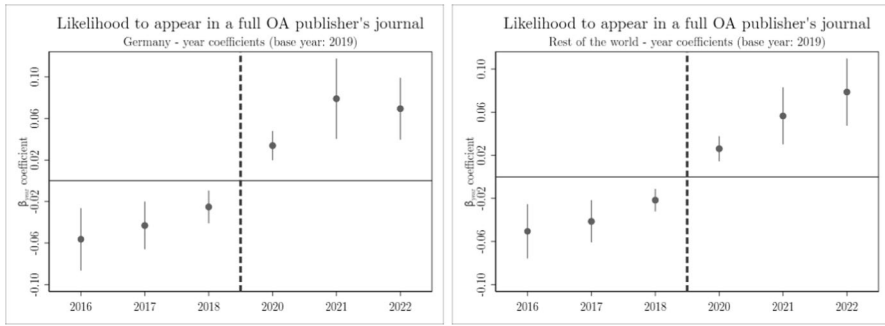 Likelihood to appear in a full OA publisher's journal
Germany - year coefficients (base year: 2019)
βyear coefficient
0.10
0.06
0.02
-0.02
-0.06
-0.10
2016 2017 2018 2020 2021 2022
Likelihood to appear in a full OA publisher's journal
Rest of the world - year coefficients (base year: 2019)
βyear coefficient
0.10
0.06
0.02
-0.02
-0.06
-0.10
2016 2017 2018 2020 2021 2022